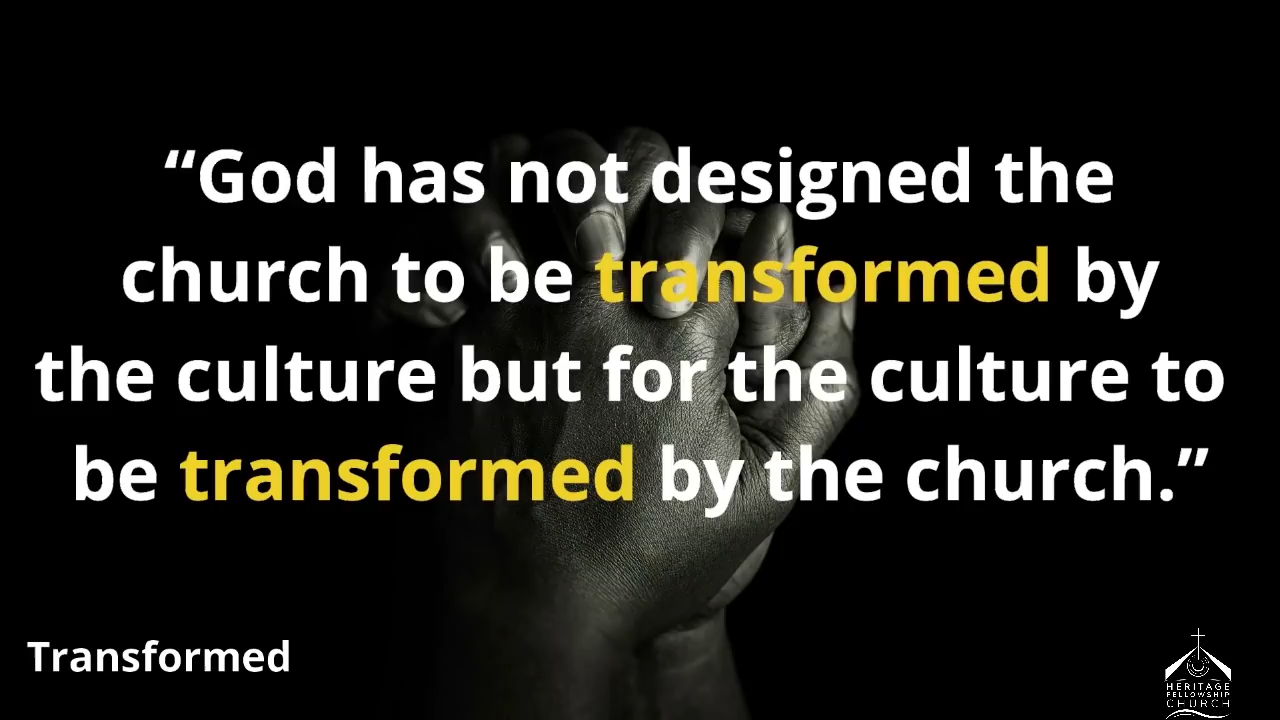 “God has not designed the
church to be transformed by
the culture but for the culture to
be transformed by the church.”
Transformed
HERITAGE
FELLOWSHIP
CHURCH